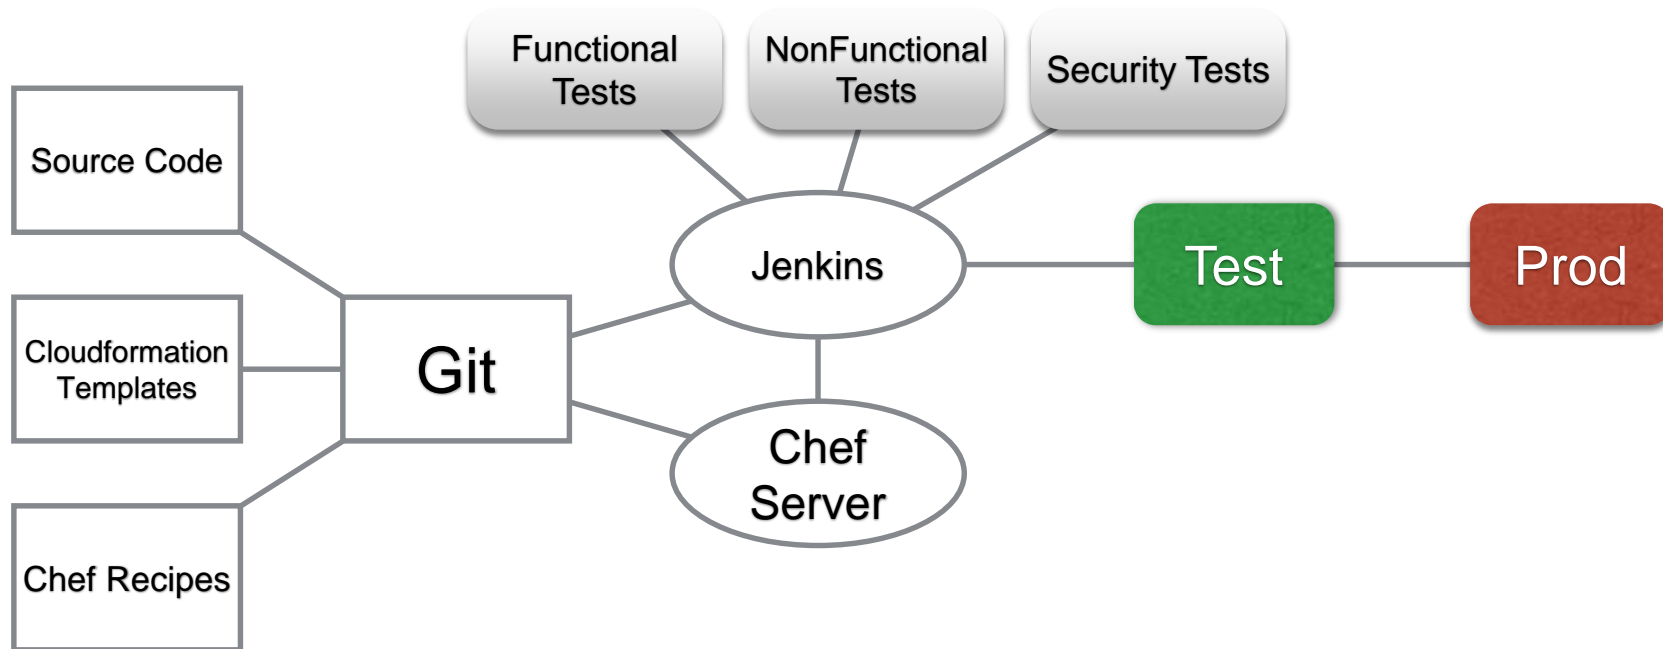 Functional
Tests
NonFunctional
Tests
Security Tests
Source Code
Jenkins
Test
Prod
Cloudformation
Templates
Git
Chef
Server
Chef Recipes